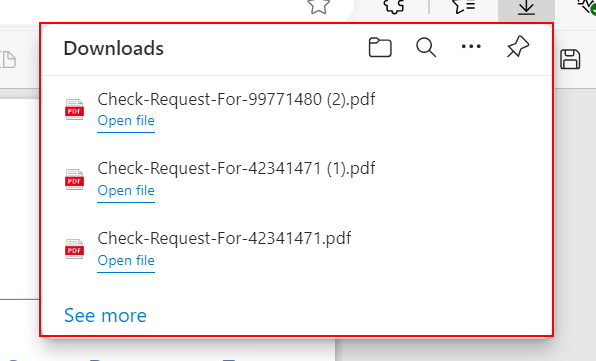 Downloads
Check-Request-For-99771480 (2).pdf
PDF
Open file
Check-Request-For-42341471 (1).pdf
PDF
Open file
Check-Request-For-42341471.pdf
PDF
Open file
See more